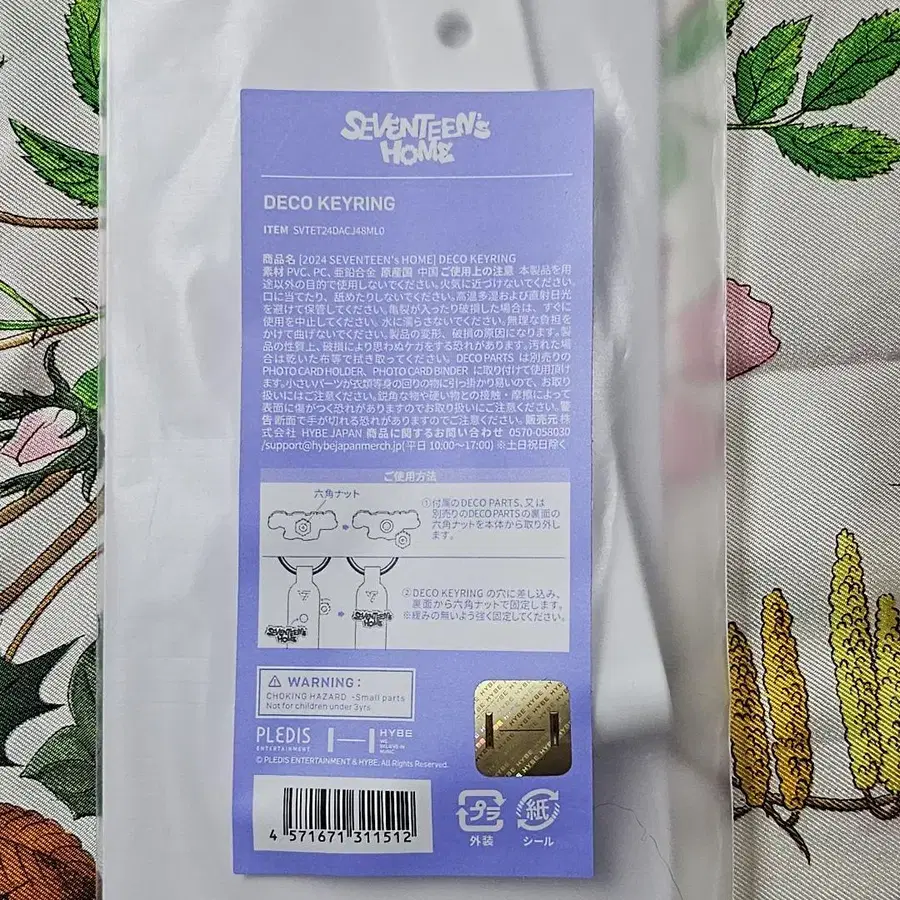 SEVENTEEN's
HOME
DECO KEYRING
ITEM SVTET24DACJ48ML0
商品名 [2024 SEVENTEEN's HOME] DECO KEYRING
素材 PVC、PC、亜鉛合金 原産国 中国 ご使用上の注意 本製品を用
途以外の目的で使用しないでください。火気に近づけないでください。
口に当てたり、舐めたりしないでください。高温多湿および直射日光
を避けて保管してください。亀裂が入ったり破損した場合は、すぐに
使用を中止してください。水に濡らさないでください。無理な負担を
かけて曲げないでください。製品の変形、破損の原因になります。製
品の性質上、破損により思わぬケガをする恐れがあります。汚れた場
合は乾いた布等で拭き取ってください。DECO PARTS は別売りの
PHOTO CARD HOLDER、PHOTO CARD BINDER に取り付けて使用頂け
ます。小さいパーツが衣類等身の回りの物に引っ掛かり易いので、お取り
扱いにはご注意ください。鋭角な物や硬い物との接触・摩擦によって
表面に傷がつく恐れがありますのでお取り扱いにご注意ください。警
告 断面で手が切れる恐れがありますのでご注意ください。販売元 株
式会社 HYBE JAPAN 商品に関するお問い合わせ 0570-058030
/support@hybejapanmerch.jp(平日 10:00～17:00) ※土日祝日除く
ご使用方法
六角ナット
①付属のDECO PARTS、又は
別売りのDECO PARTSの裏面の
六角ナットを本体から取り外し
ます。
②DECO KEYRING の穴に差し込み、
裏面から六角ナットで固定します。
※緩みの無いよう強く固定してください。
SEVENTEEN's
HOME
SEVENTEEN's
HOME
⚠ WARNING :
CHOKING HAZARD -Small parts
Not for children under 3yrs
PLEDIS
ENTERTAINMENT
HYBE
WE
BELIEVE IN
MUSIC
© PLEDIS ENTERTAINMENT & HYBE. All Rights Reserved.
HYBE HYBE HYBE
4 571671 311512
プラ
外装
紙
シール